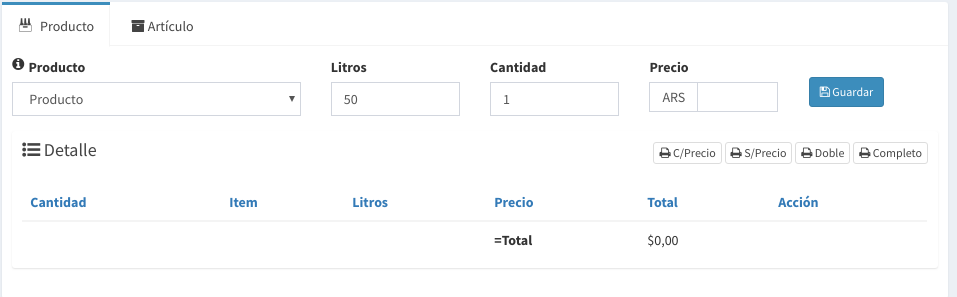 Producto Artículo
Producto Litros Cantidad Precio
Producto 50 1 ARS Guardar
Detalle C/Precio S/Precio Doble Completo
Cantidad Item Litros Precio Total Acción
=Total $0,00